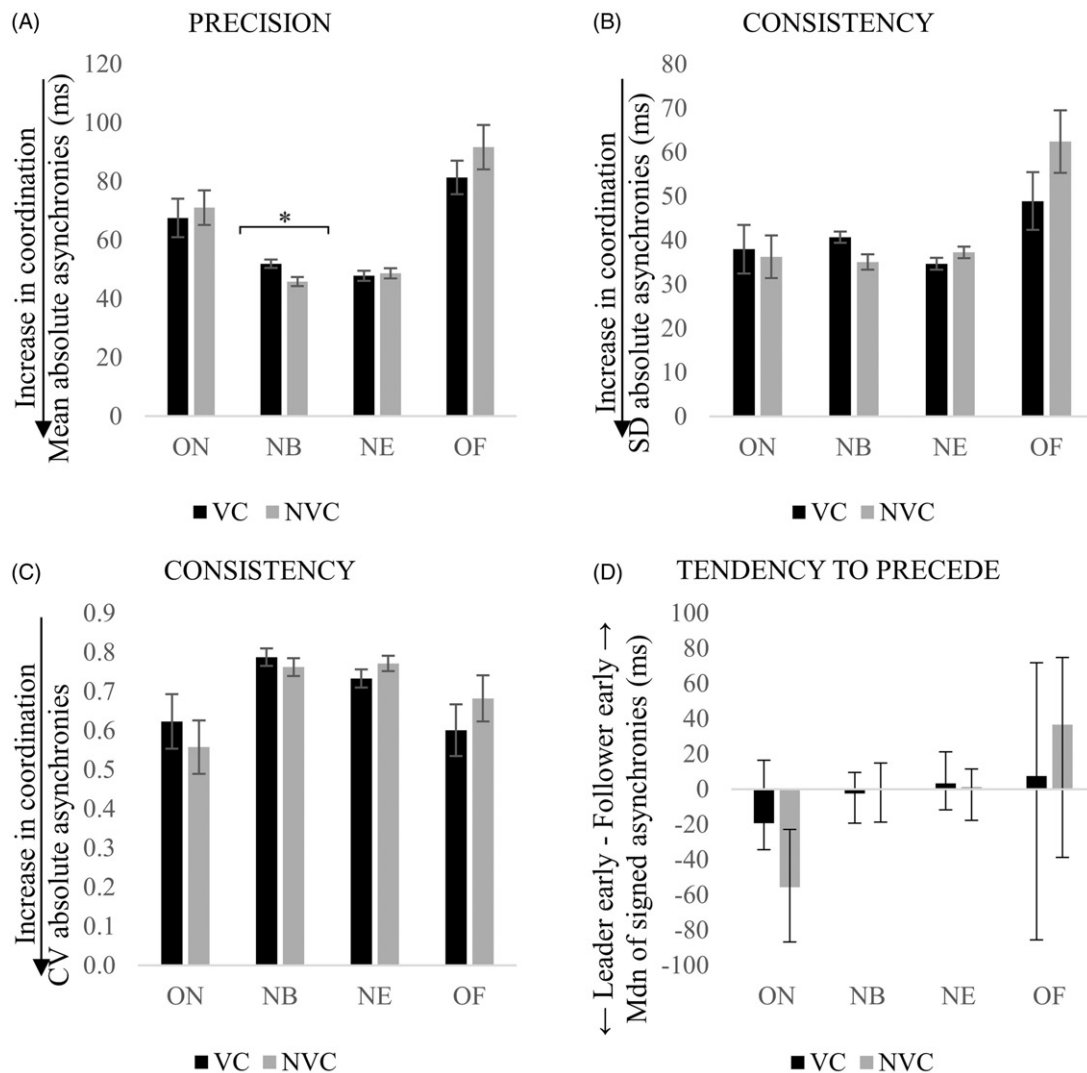 (A)
PRECISION
Increase in coordination
Mean absolute asynchronies (ms)
120
100
80
60
40
20
0
*
ON NB NE OF
VC NVC
(B)
CONSISTENCY
Increase in coordination
SD absolute asynchronies (ms)
80
70
60
50
40
30
20
10
0
ON NB NE OF
VC NVC
(C)
CONSISTENCY
Increase in coordination
CV absolute asynchronies
0.9
0.8
0.7
0.6
0.5
0.4
0.3
0.2
0.1
0.0
ON NB NE OF
VC NVC
(D)
TENDENCY TO PRECEDE
← Leader early - Follower early →
Mdn of signed asynchronies (ms)
100
80
60
40
20
0
-20
-40
-60
-80
-100
ON NB NE OF
VC NVC